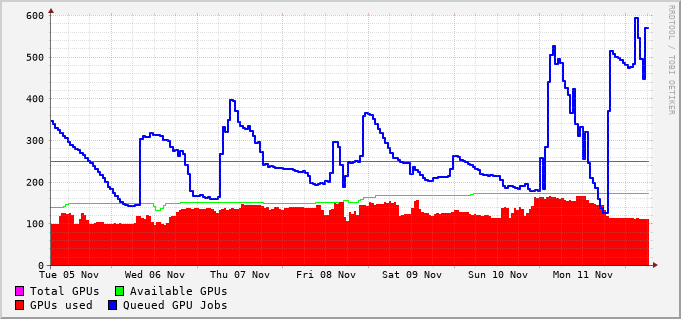 600
500
400
300
200
100
0
Tue 05 Nov Wed 06 Nov Thu 07 Nov Fri 08 Nov Sat 09 Nov Sun 10 Nov Mon 11 Nov
Total GPUs Available GPUs
GPUs used Queued GPU Jobs
RRDTOOL / TOBI OETIKER